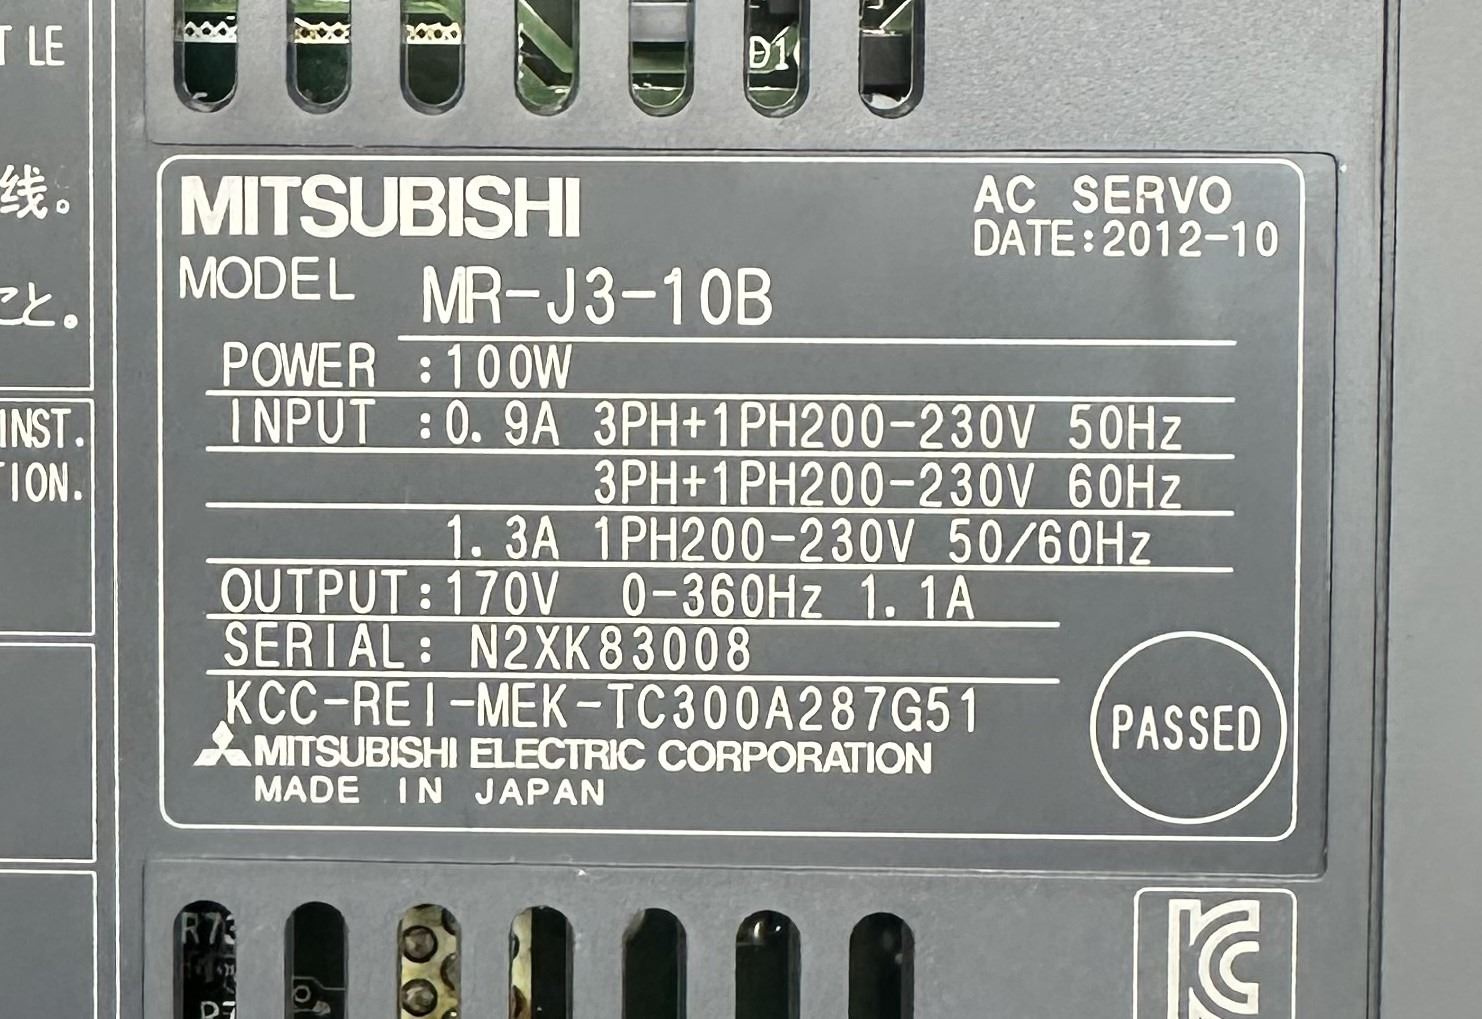 T LE
线。
こと。
INST.
TION.
D1
MITSUBISHI
AC SERVO
DATE:2012-10
MODEL MR-J3-10B
POWER :100W
INPUT :0.9A 3PH+1PH200-230V 50Hz
3PH+1PH200-230V 60Hz
1.3A 1PH200-230V 50/60Hz
OUTPUT:170V 0-360Hz 1.1A
SERIAL: N2XK83008
KCC-REI-MEK-TC300A287G51
MITSUBISHI ELECTRIC CORPORATION
MADE IN JAPAN
PASSED
R73
R7